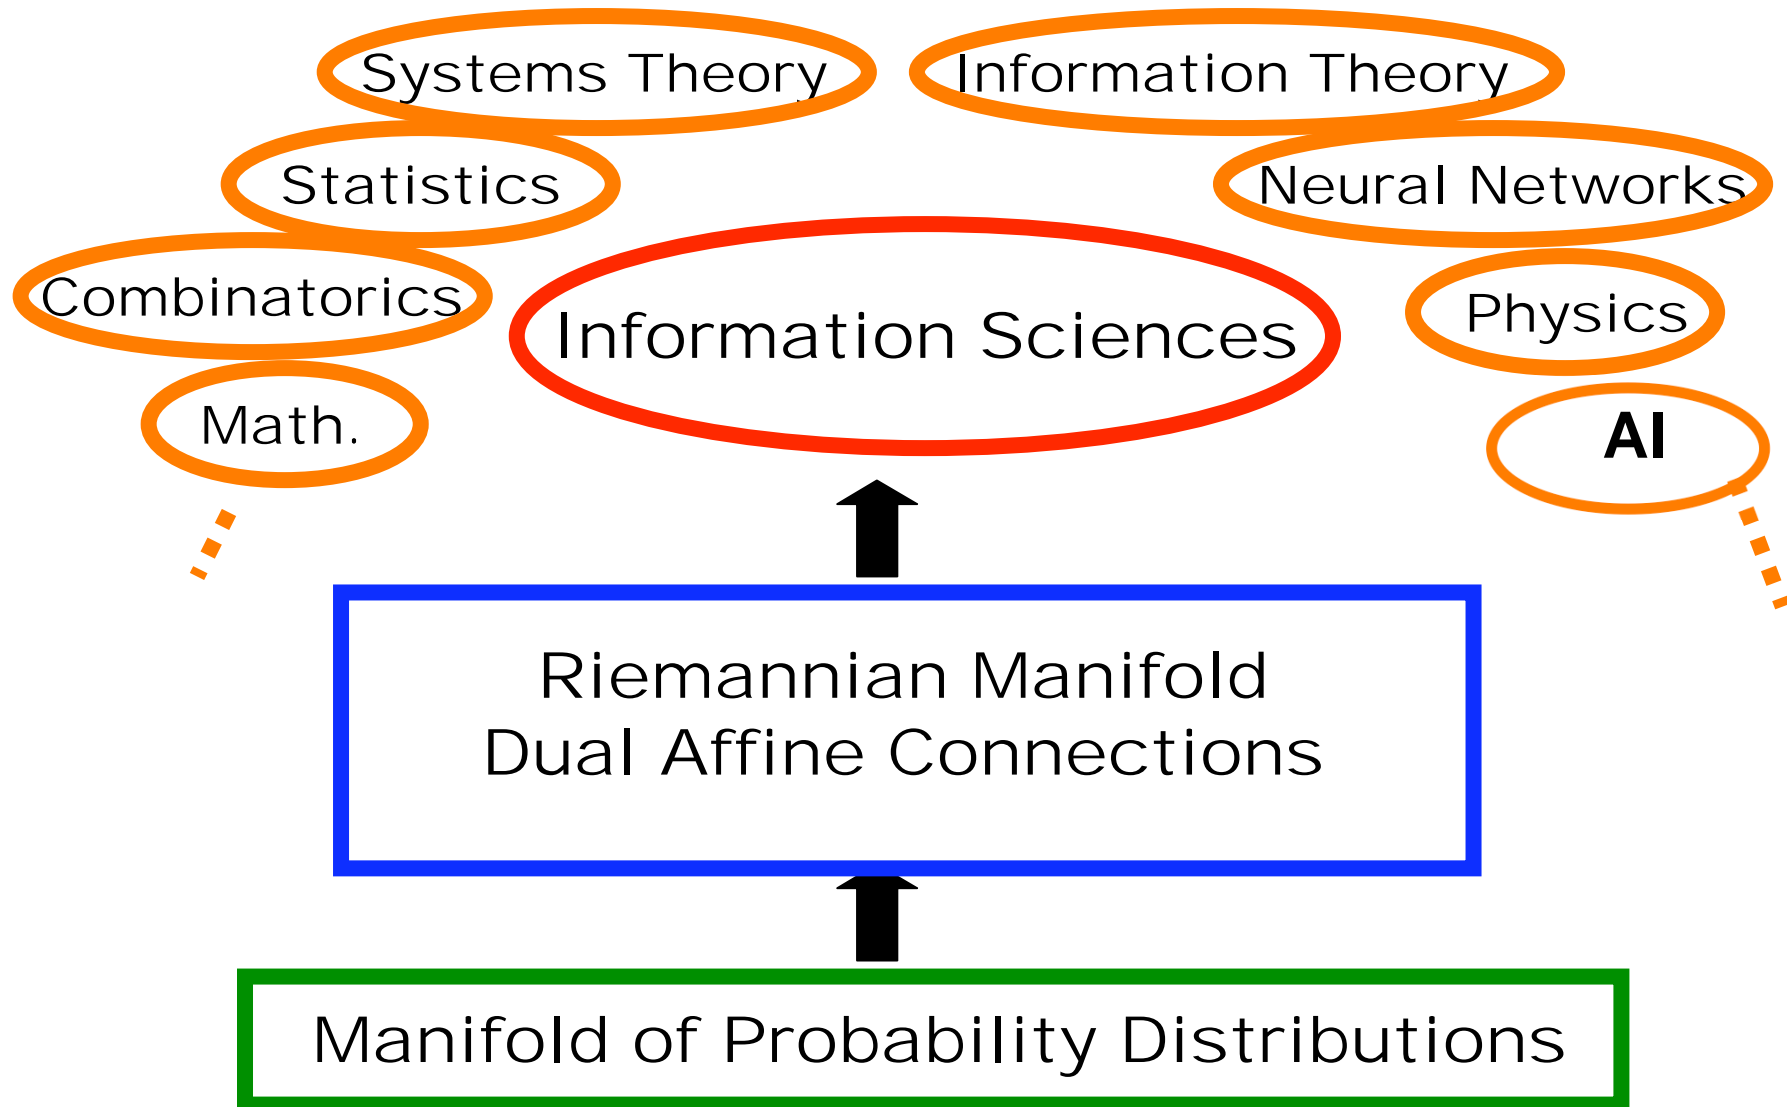 Systems Theory
Information Theory
Statistics
Neural Networks
Combinatorics
Information Sciences
Physics
Math.
AI
Riemannian Manifold
Dual Affine Connections
Manifold of Probability Distributions